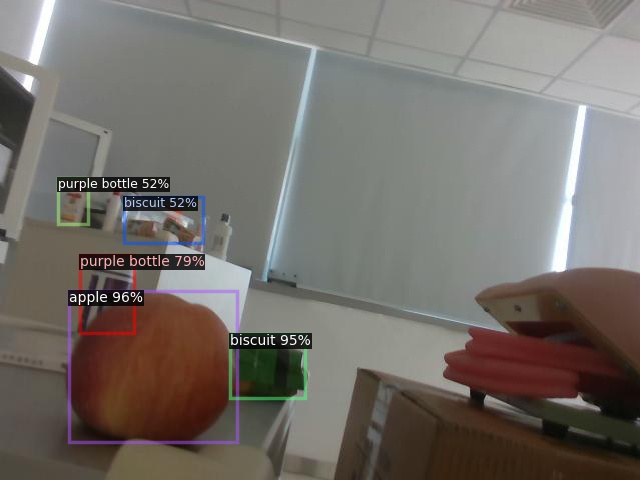 purple bottle 52%
biscuit 52%
purple bottle 79%
apple 96%
biscuit 95%